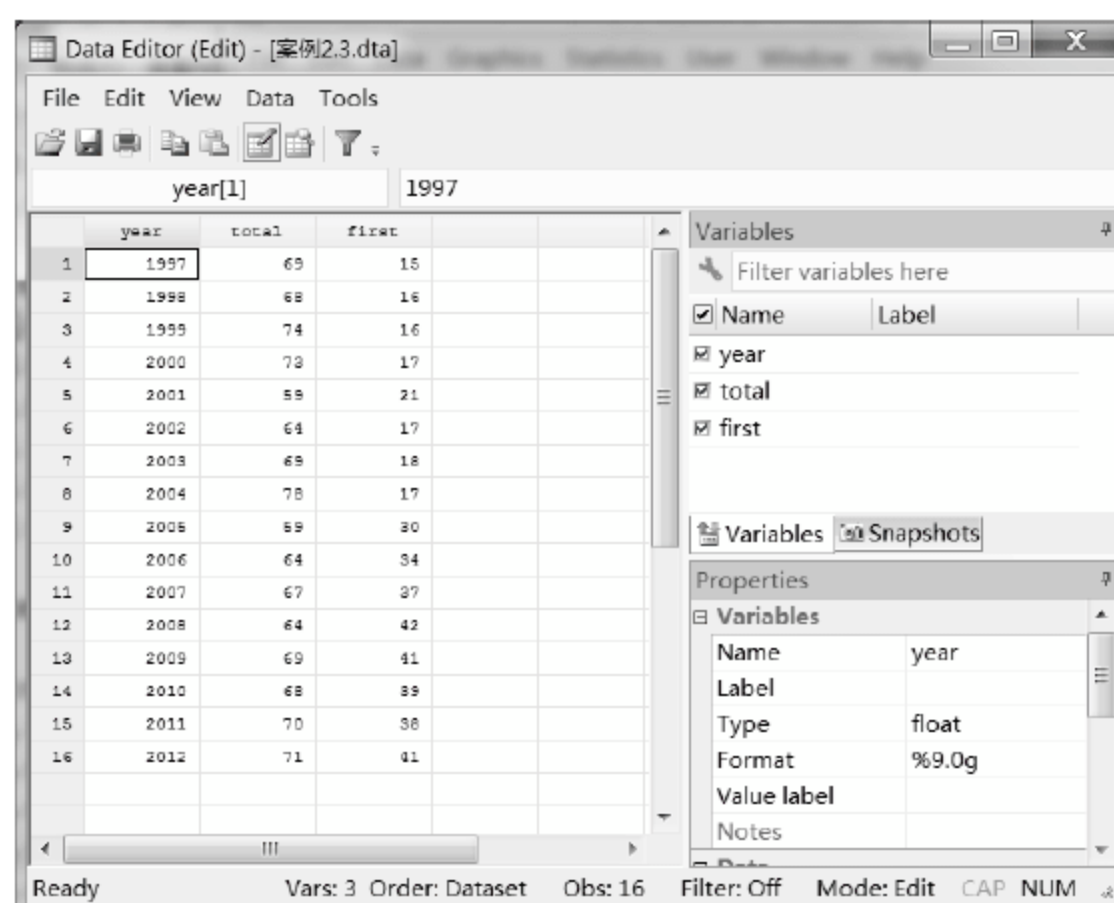 Data Editor (Edit) - [案例2.3.dta]
File Edit View Data Tools
year[1] 1997
year total first
1 1997 69 15
2 1998 68 16
3 1999 74 16
4 2000 73 17
5 2001 59 21
6 2002 64 17
7 2003 69 18
8 2004 78 17
9 2005 59 30
10 2006 64 34
11 2007 67 37
12 2008 64 42
13 2009 69 41
14 2010 68 39
15 2011 70 38
16 2012 71 41
Variables
Filter variables here
Name Label
year
total
first
Variables Snapshots
Properties
Variables
Name year
Label
Type float
Format %9.0g
Value label
Notes
Data
Ready Vars: 3 Order: Dataset Obs: 16 Filter: Off Mode: Edit CAP NUM